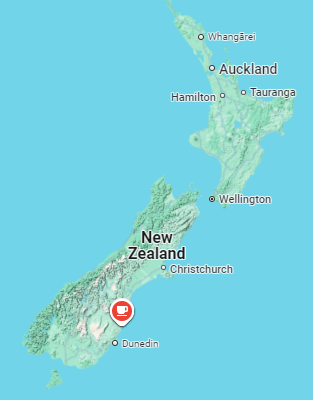 Whangārei
Auckland
Hamilton
Tauranga
Wellington
New
Zealand
Christchurch
Dunedin